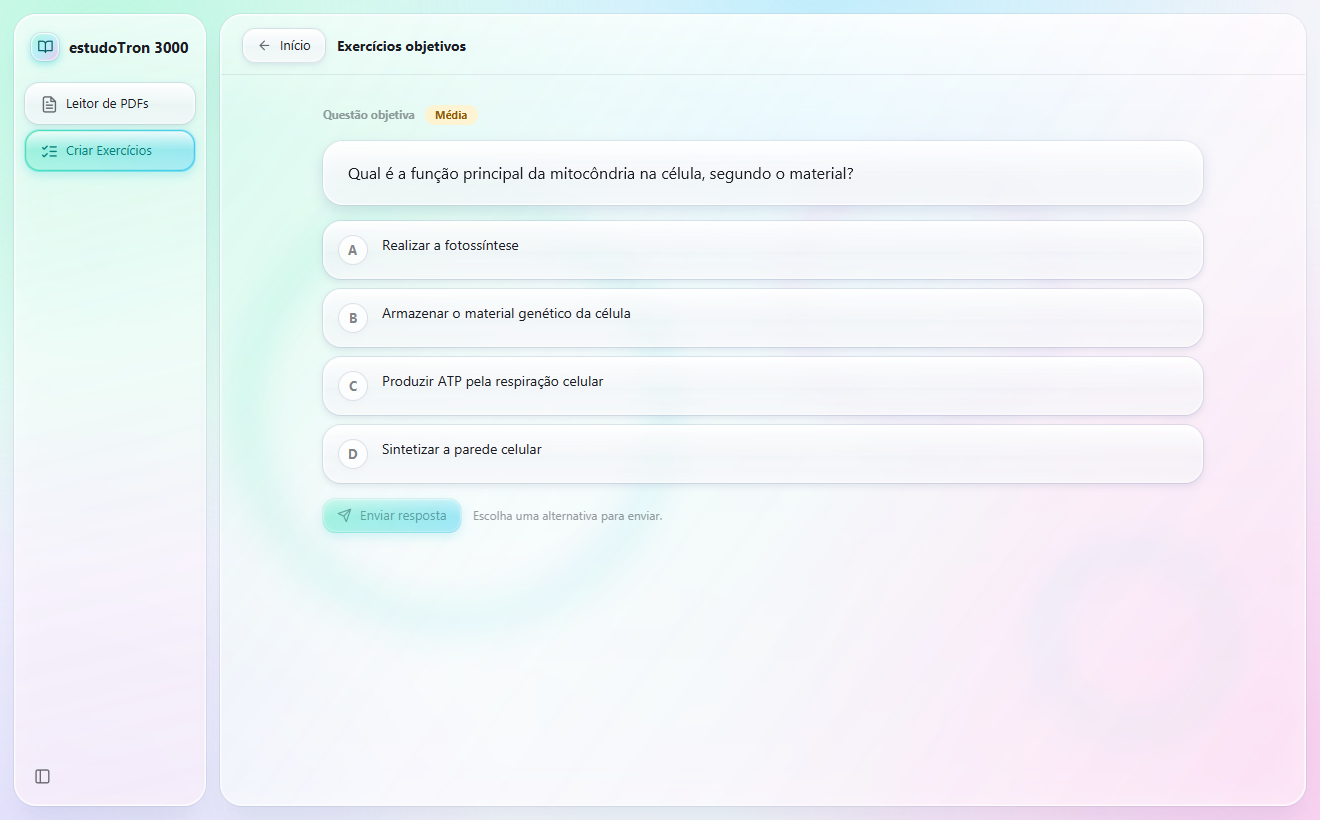 estudoTron 3000
Leitor de PDFs
Criar Exercícios
Início
Exercícios objetivos
Questão objetiva
Média
Qual é a função principal da mitocôndria na célula, segundo o material?
A
Realizar a fotossíntese
B
Armazenar o material genético da célula
C
Produzir ATP pela respiração celular
D
Sintetizar a parede celular
Enviar resposta
Escolha uma alternativa para enviar.